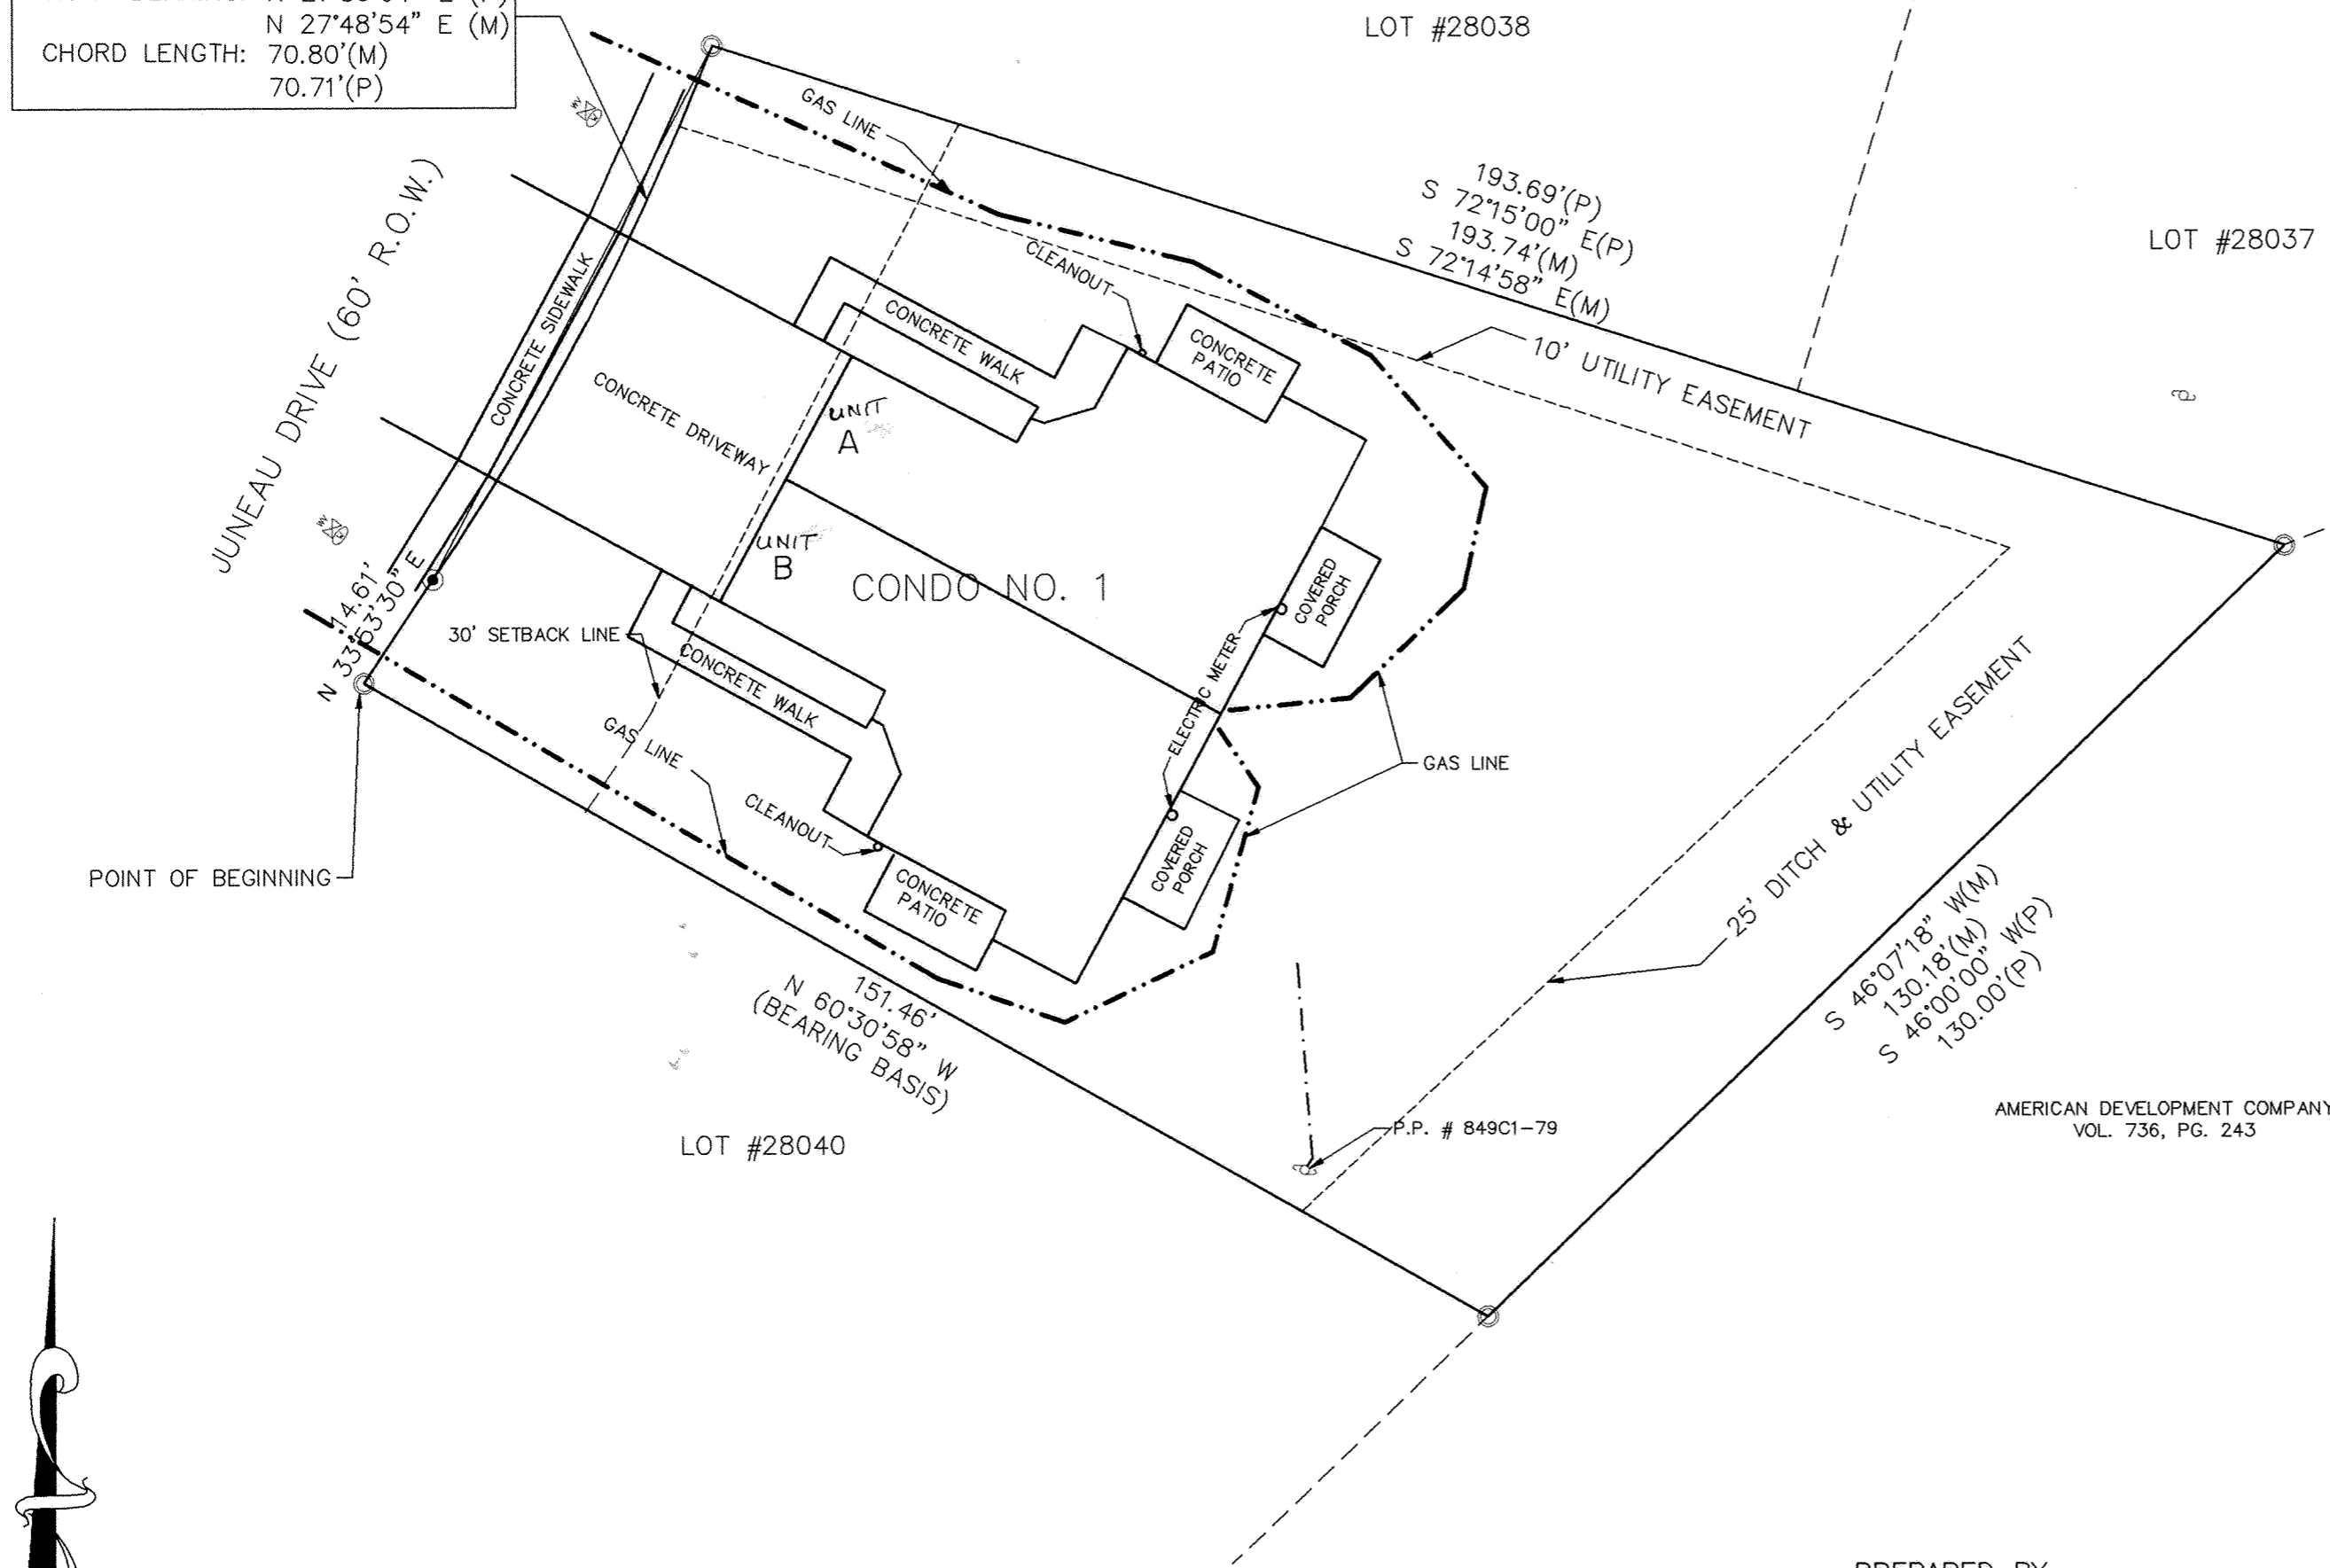 N 27°48'54" E (M)
CHORD LENGTH: 70.80'(M)
70.71'(P)
LOT #28038
LOT #28037
193.69'(P)
S 72°15'00" E(P)
193.74'(M)
S 72°14'58" E(M)
10' UTILITY EASEMENT
GAS LINE
CLEANOUT
CONCRETE WALK
CONCRETE
PATIO
JUNEAU DRIVE (60' R.O.W.)
CONCRETE SIDEWALK
CONCRETE DRIVEWAY
UNIT
A
UNIT
B
CONDO NO. 1
COVERED
PORCH
ELECTRIC METER
14.61'
N 33°53'30" E
30' SETBACK LINE
CONCRETE WALK
GAS LINE
GAS LINE
CLEANOUT
COVERED
PORCH
CONCRETE
PATIO
POINT OF BEGINNING
25' DITCH & UTILITY EASEMENT
S 46°07'18" W(M)
130.18'(M)
S 46°00'00" W(P)
130.00'(P)
151.46'
N 60°30'58" W
(BEARING BASIS)
P.P. # 849C1-79
AMERICAN DEVELOPMENT COMPANY
VOL. 736, PG. 243
LOT #28040
PREPARED BY